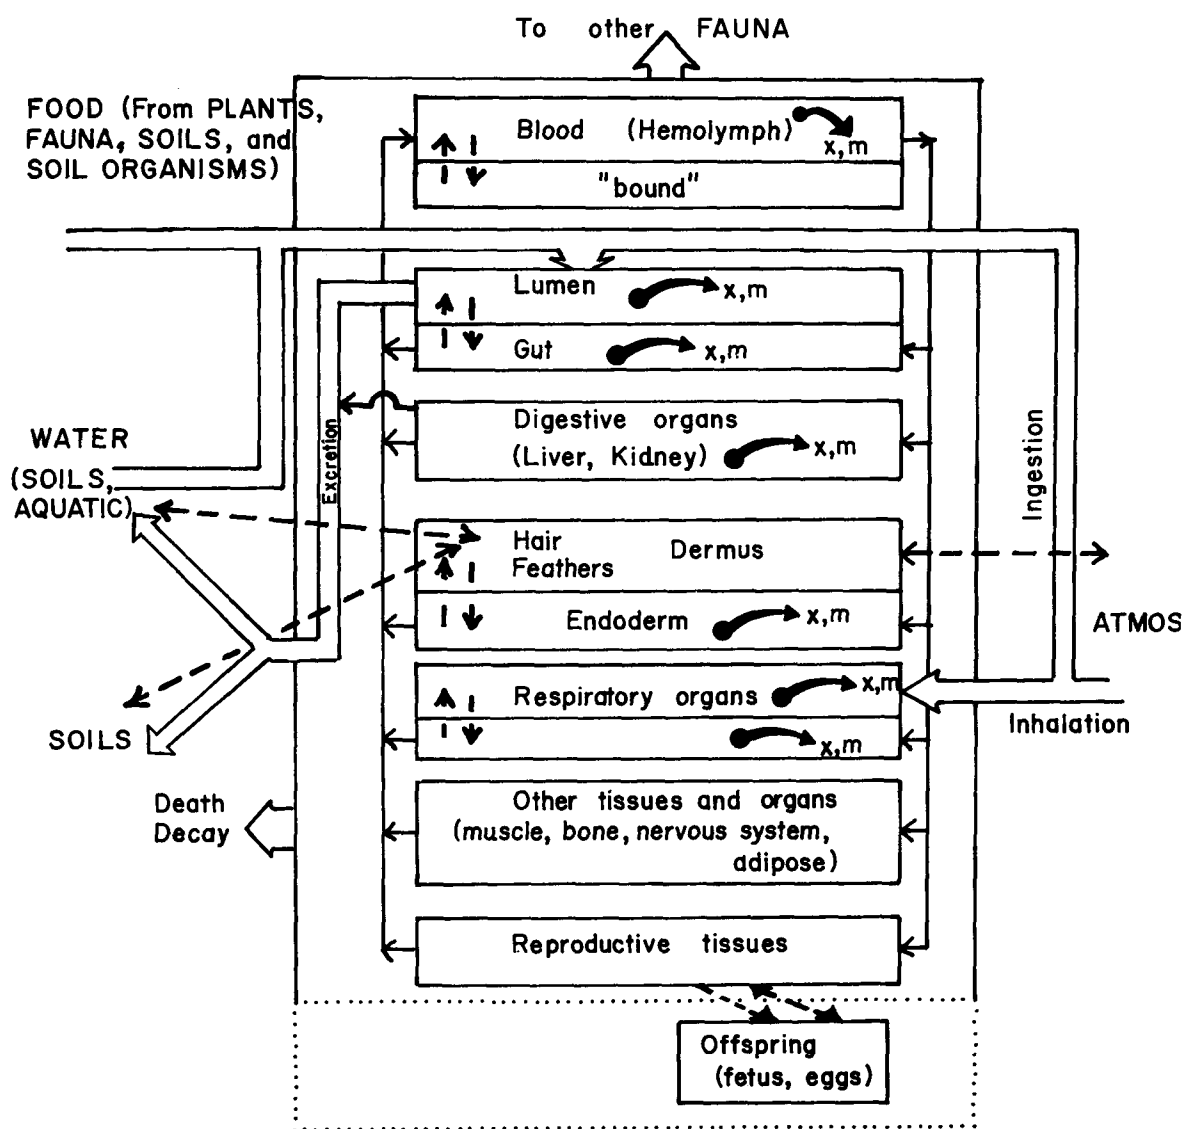 To other FAUNA
FOOD (From PLANTS,
FAUNA, SOILS, and
SOIL ORGANISMS)
Blood (Hemolymph)
x,m
"bound"
Lumen
x,m
Gut
x,m
Excretion
Digestive organs
(Liver, Kidney)
x,m
WATER
(SOILS,
AQUATIC)
Ingestion
Hair
Feathers
Dermus
Endoderm
x,m
ATMOS
Respiratory organs
x,m
x,m
Inhalation
SOILS
Death
Decay
Other tissues and organs
(muscle, bone, nervous system,
adipose)
Reproductive tissues
Offspring
(fetus, eggs)